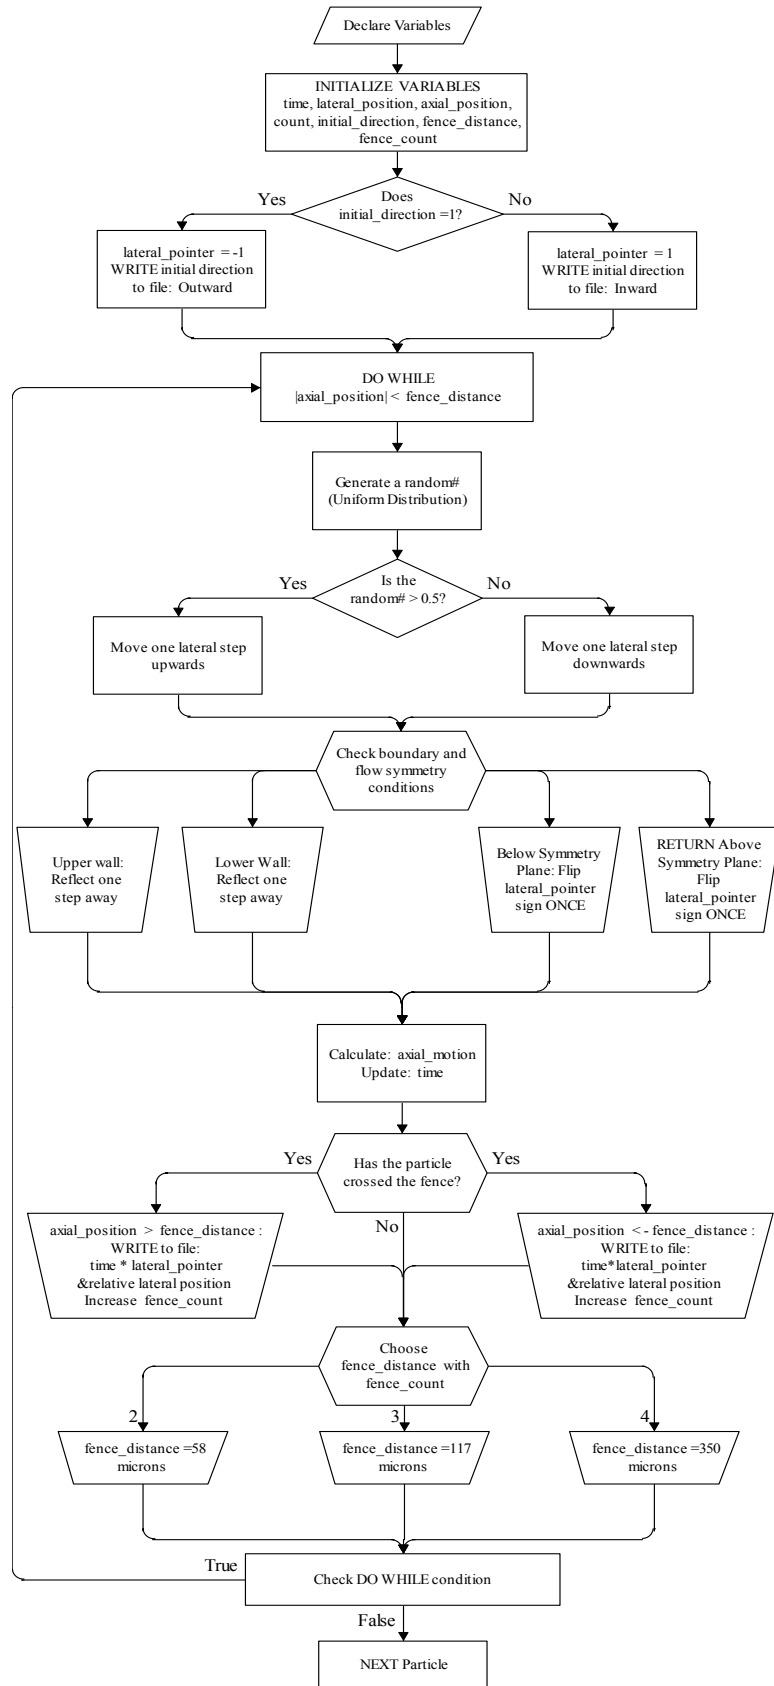 Declare Variables
INITIALIZE VARIABLES
time, lateral_position, axial_position,
count, initial_direction, fence_distance,
fence_count
Yes
Does
initial_direction =1?
No
lateral_pointer = -1
WRITE initial direction
to file: Outward
lateral_pointer = 1
WRITE initial direction
to file: Inward
DO WHILE
|axial_position| < fence_distance
Generate a random#
(Uniform Distribution)
Yes
Is the
random# > 0.5?
No
Move one lateral step
upwards
Move one lateral step
downwards
Check boundary and
flow symmetry
conditions
Upper wall:
Reflect one
step away
Lower Wall:
Reflect one
step away
Below Symmetry
Plane: Flip
lateral_pointer
sign ONCE
RETURN Above
Symmetry Plane:
Flip
lateral_pointer
sign ONCE
Calculate: axial_motion
Update: time
Yes
Has the particle
crossed the fence?
Yes
No
axial_position > fence_distance :
WRITE to file:
time * lateral_pointer
&relative lateral position
Increase fence_count
axial_position < - fence_distance :
WRITE to file:
time*lateral_pointer
&relative lateral position
Increase fence_count
Choose
fence_distance with
fence_count
2
3
4
fence_distance =58
microns
fence_distance =117
microns
fence_distance =350
microns
True
Check DO WHILE condition
False
NEXT Particle